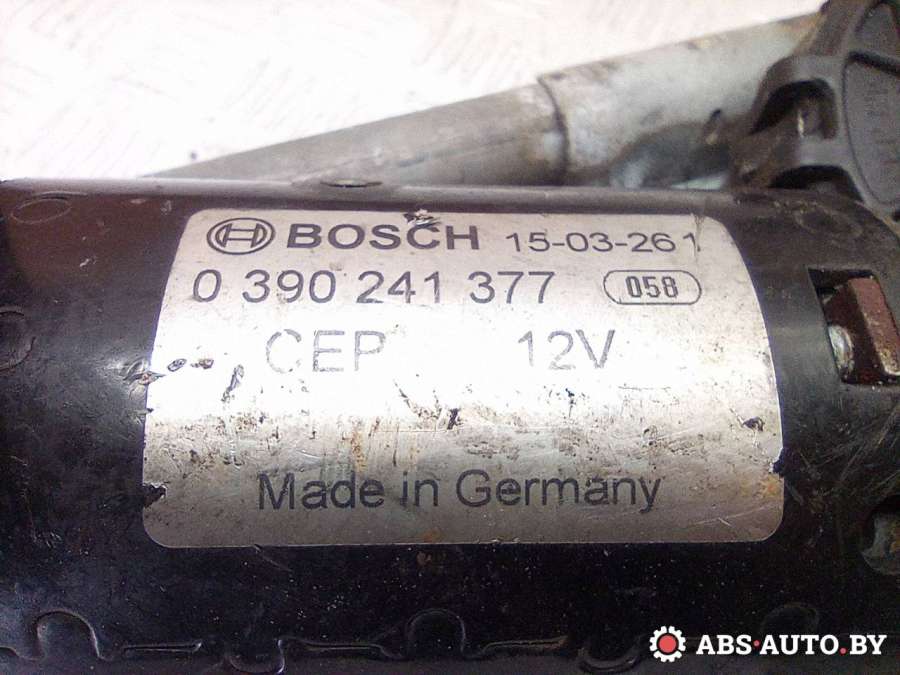 BOSCH 15-03-261
0 390 241 377 058
CEP 12V
Made in Germany
ABS-AUTO.BY